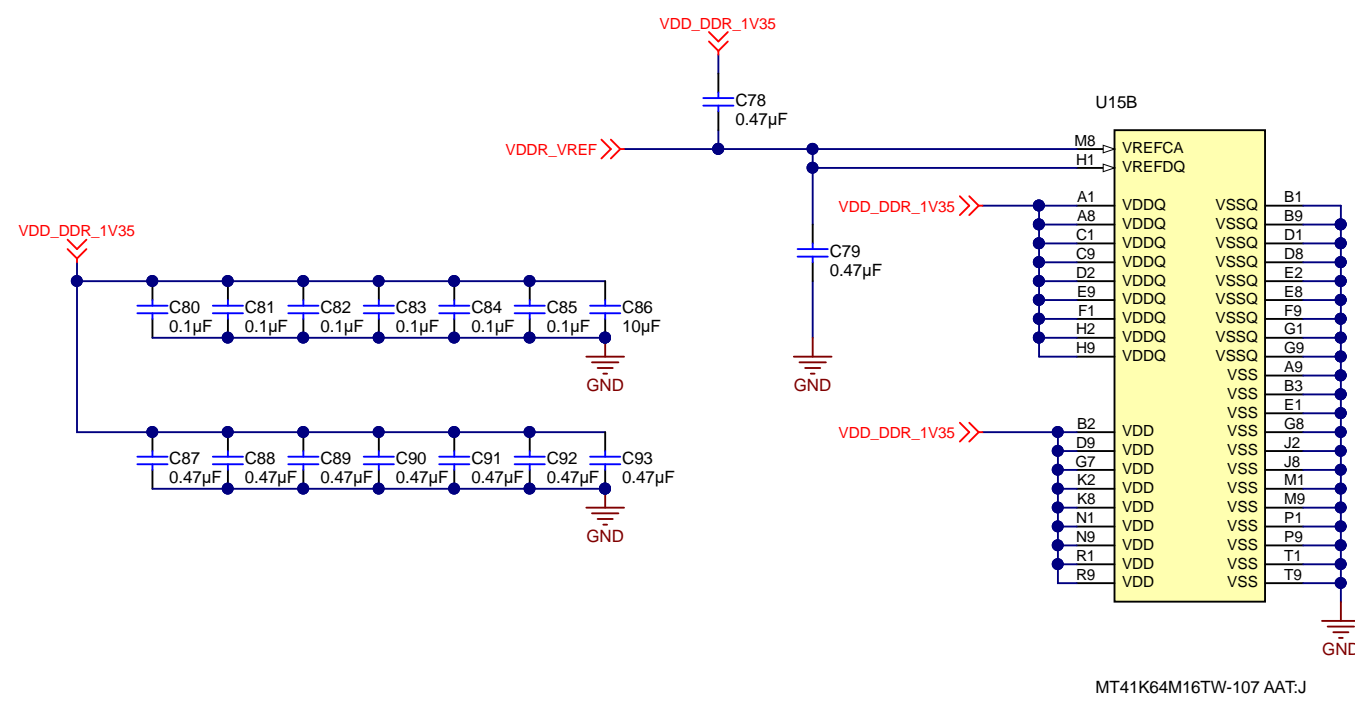 VDD_DDR_1V35
C78
0.47µF
VDDR_VREF
U15B
M8 VREFCA
H1 VREFDQ
VDD_DDR_1V35
A1 VDDQ VSSQ B1
A8 VDDQ VSSQ B9
C1 VDDQ VSSQ D1
C9 VDDQ VSSQ D8
D2 VDDQ VSSQ E2
E9 VDDQ VSSQ E8
F1 VDDQ VSSQ F9
H2 VDDQ VSSQ G1
H9 VDDQ VSSQ G9
VSS A9
VSS B3
VSS E1
VDD_DDR_1V35
B2 VDD VSS G8
D9 VDD VSS J2
G7 VDD VSS J8
K2 VDD VSS M1
K8 VDD VSS M9
N1 VDD VSS P1
N9 VDD VSS P9
R1 VDD VSS T1
R9 VDD VSS T9
GND
MT41K64M16TW-107 AAT:J
C79
0.47µF
GND
VDD_DDR_1V35
C80 C81 C82 C83 C84 C85 C86
0.1µF 0.1µF 0.1µF 0.1µF 0.1µF 0.1µF 10µF
GND
C87 C88 C89 C90 C91 C92 C93
0.47µF 0.47µF 0.47µF 0.47µF 0.47µF 0.47µF 0.47µF
GND